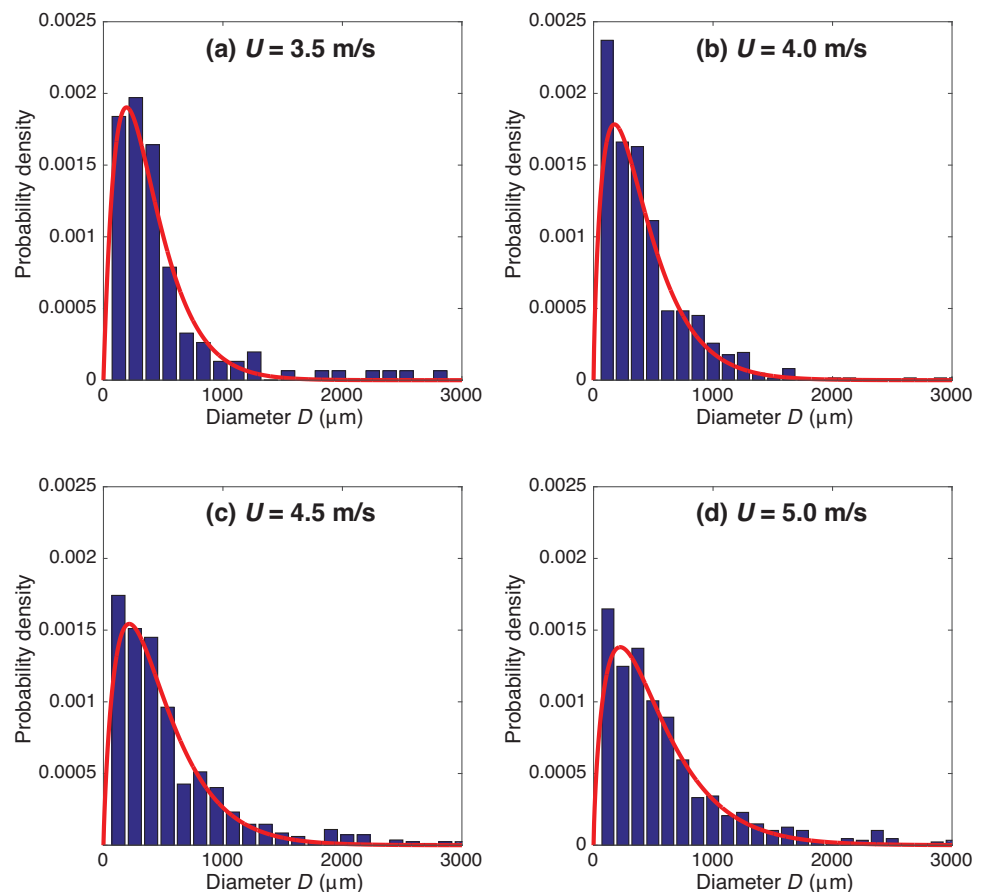 (a) U = 3.5 m/s
Probability density
0.0025
0.002
0.0015
0.001
0.0005
0
0 1000 2000 3000
Diameter D (μm)
(b) U = 4.0 m/s
Probability density
0.0025
0.002
0.0015
0.001
0.0005
0
0 1000 2000 3000
Diameter D (μm)
(c) U = 4.5 m/s
Probability density
0.0025
0.002
0.0015
0.001
0.0005
0
0 1000 2000 3000
Diameter D (μm)
(d) U = 5.0 m/s
Probability density
0.0025
0.002
0.0015
0.001
0.0005
0
0 1000 2000 3000
Diameter D (μm)